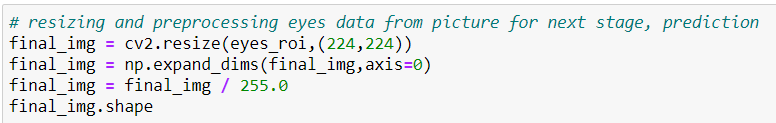 # resizing and preprocessing eyes data from picture for next stage, prediction
final_img = cv2.resize(eyes_roi,(224,224))
final_img = np.expand_dims(final_img,axis=0)
final_img = final_img / 255.0
final_img.shape